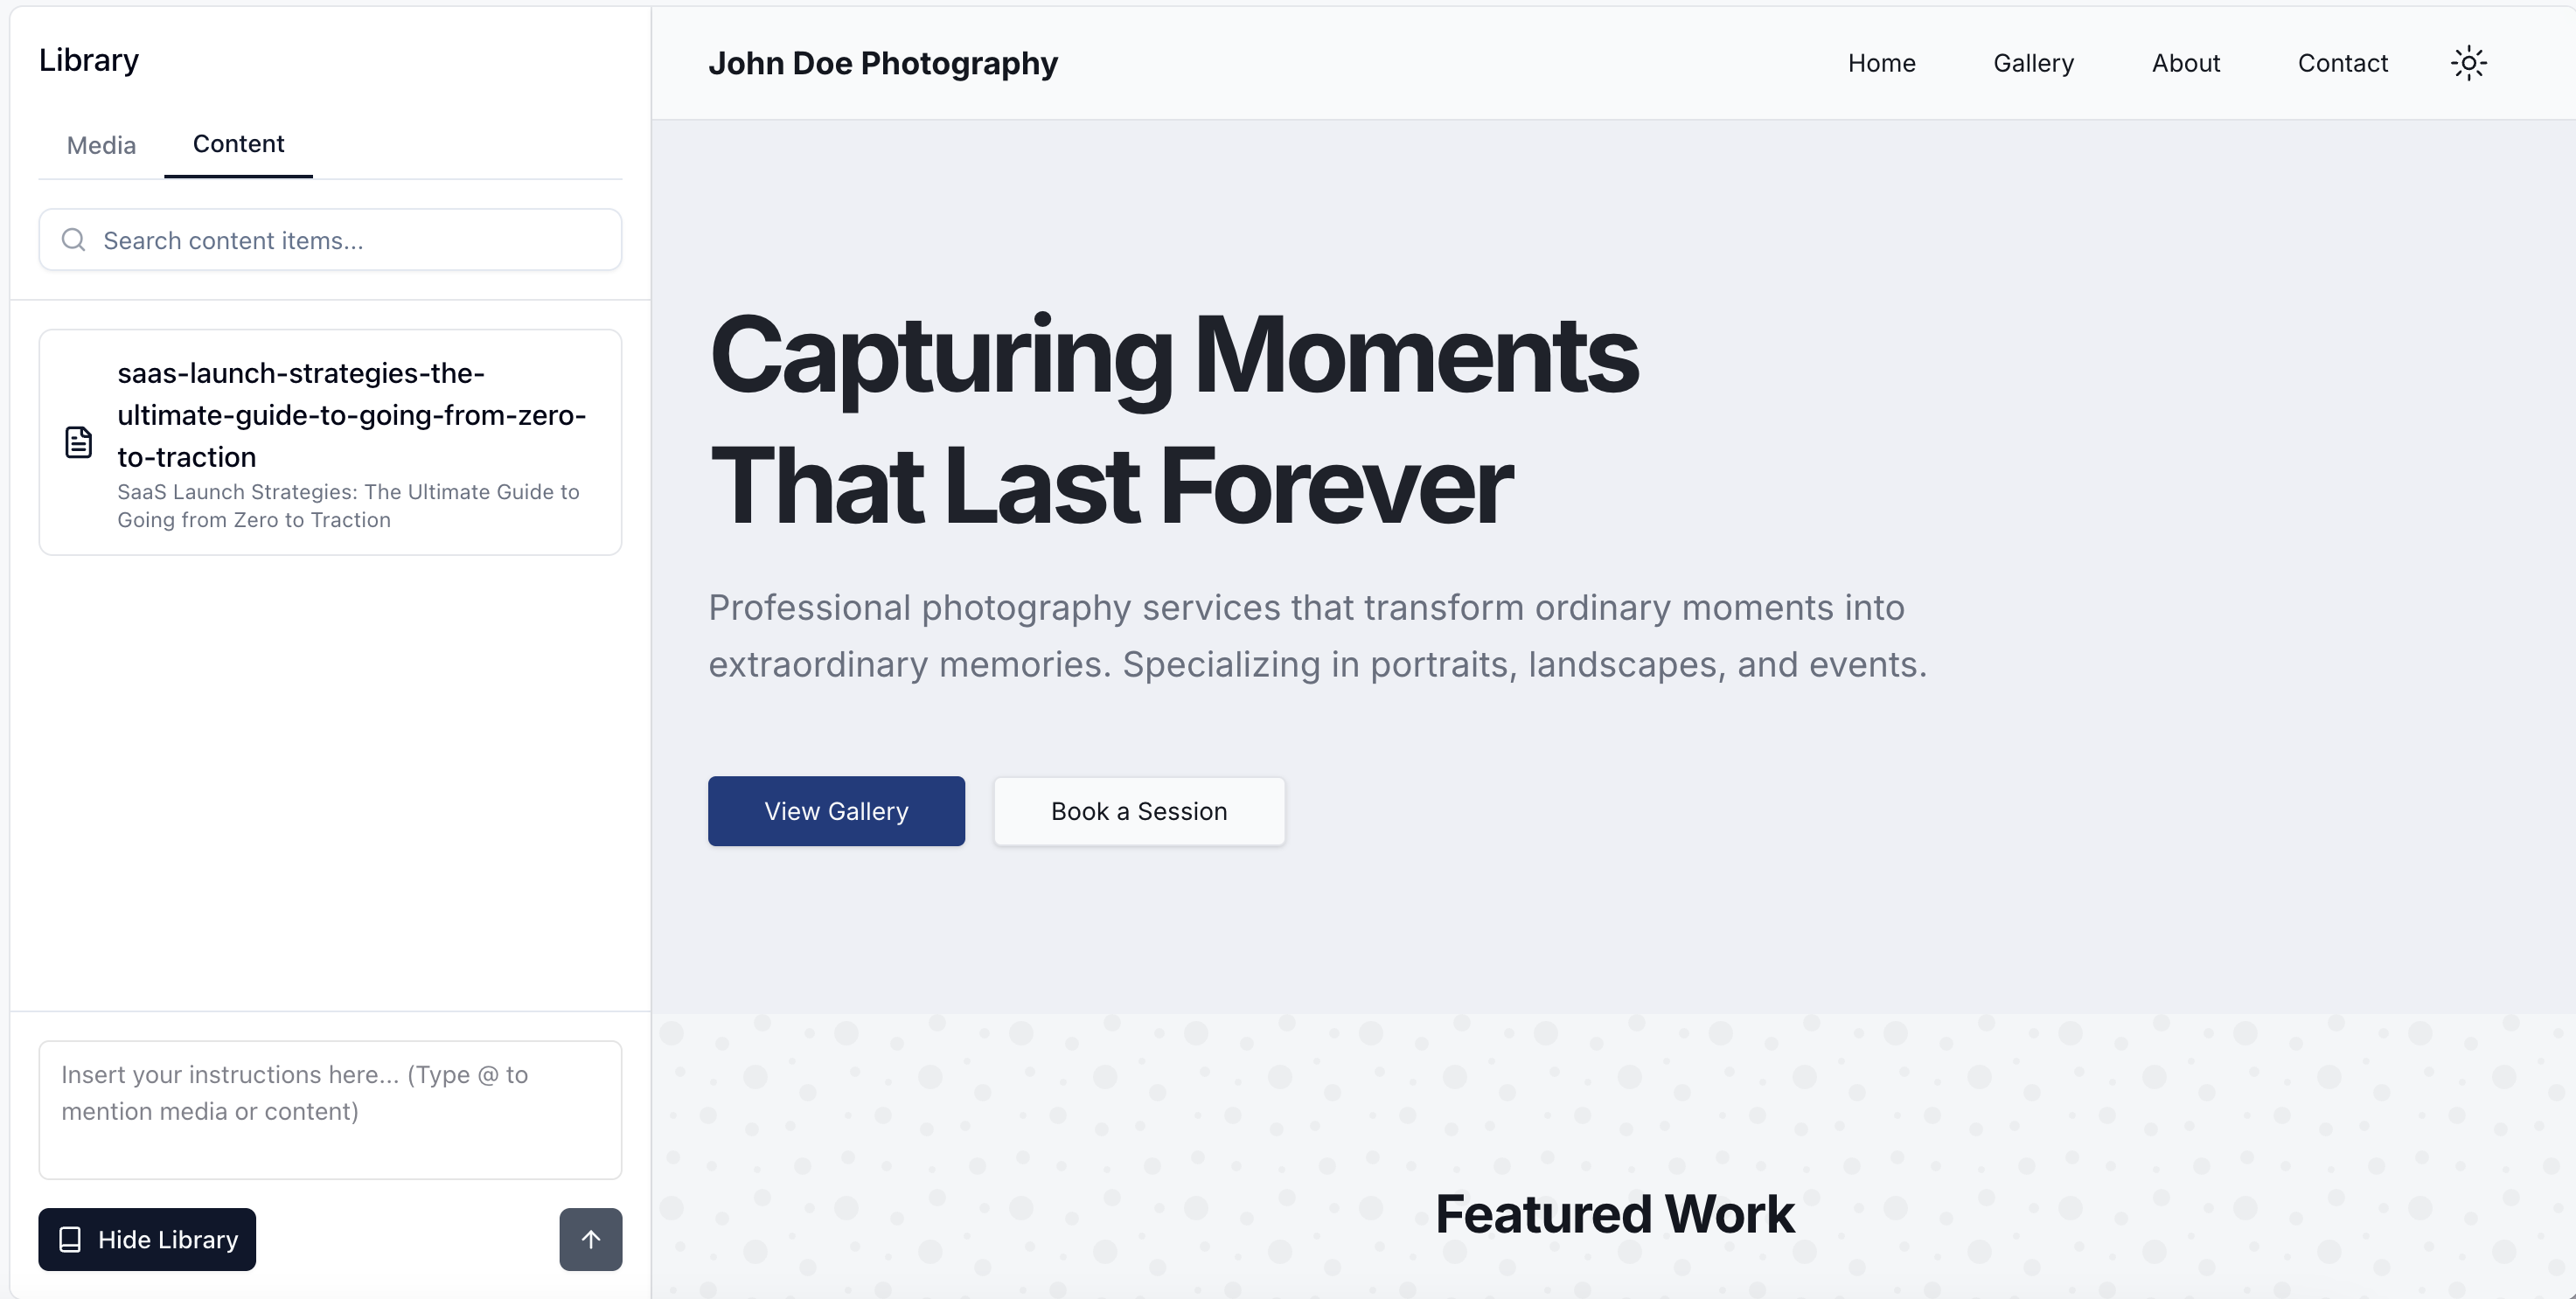 Library
Media
Content
Search content items...
saas-launch-strategies-the-
ultimate-guide-to-going-from-zero-
to-traction
SaaS Launch Strategies: The Ultimate Guide to
Going from Zero to Traction
Insert your instructions here... (Type @ to
mention media or content)
Hide Library
John Doe Photography
Home
Gallery
About
Contact
Capturing Moments
That Last Forever
Professional photography services that transform ordinary moments into
extraordinary memories. Specializing in portraits, landscapes, and events.
View Gallery
Book a Session
Featured Work